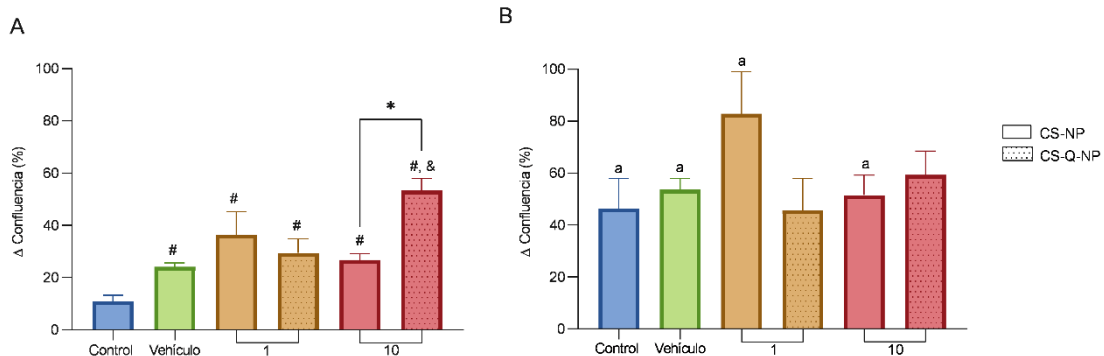 A
Δ Confluencia (%)
100
80
60
40
20
0
#
#
#
#
*
#, &
Control
Vehículo
1
10
B
Δ Confluencia (%)
100
80
60
40
20
0
a
a
a
a
Control
Vehículo
1
10
CS-NP
CS-Q-NP